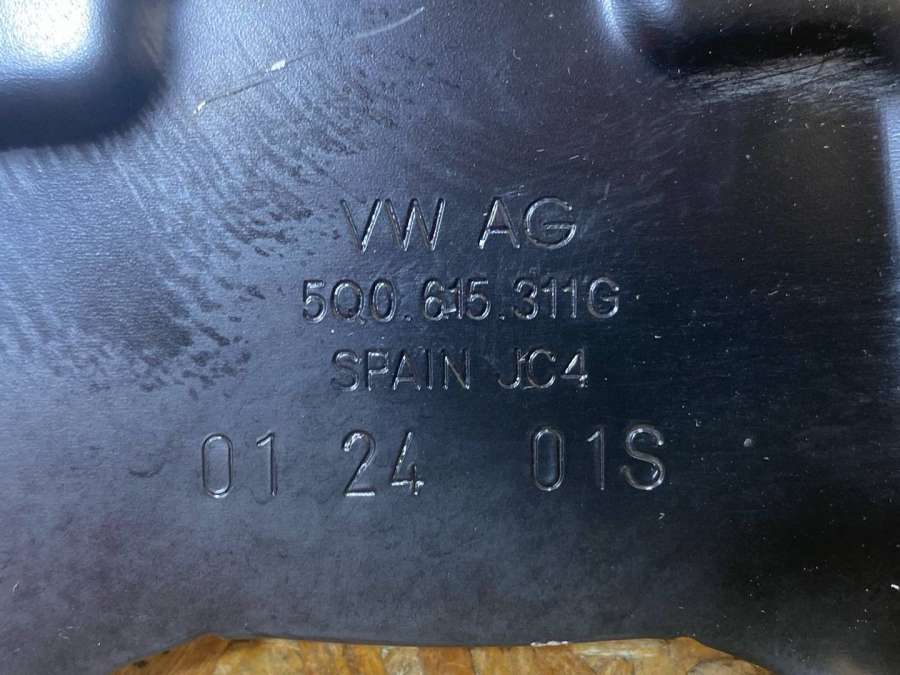 VW AG
5Q0.615.311G
SPAIN JC4
01 24 01S